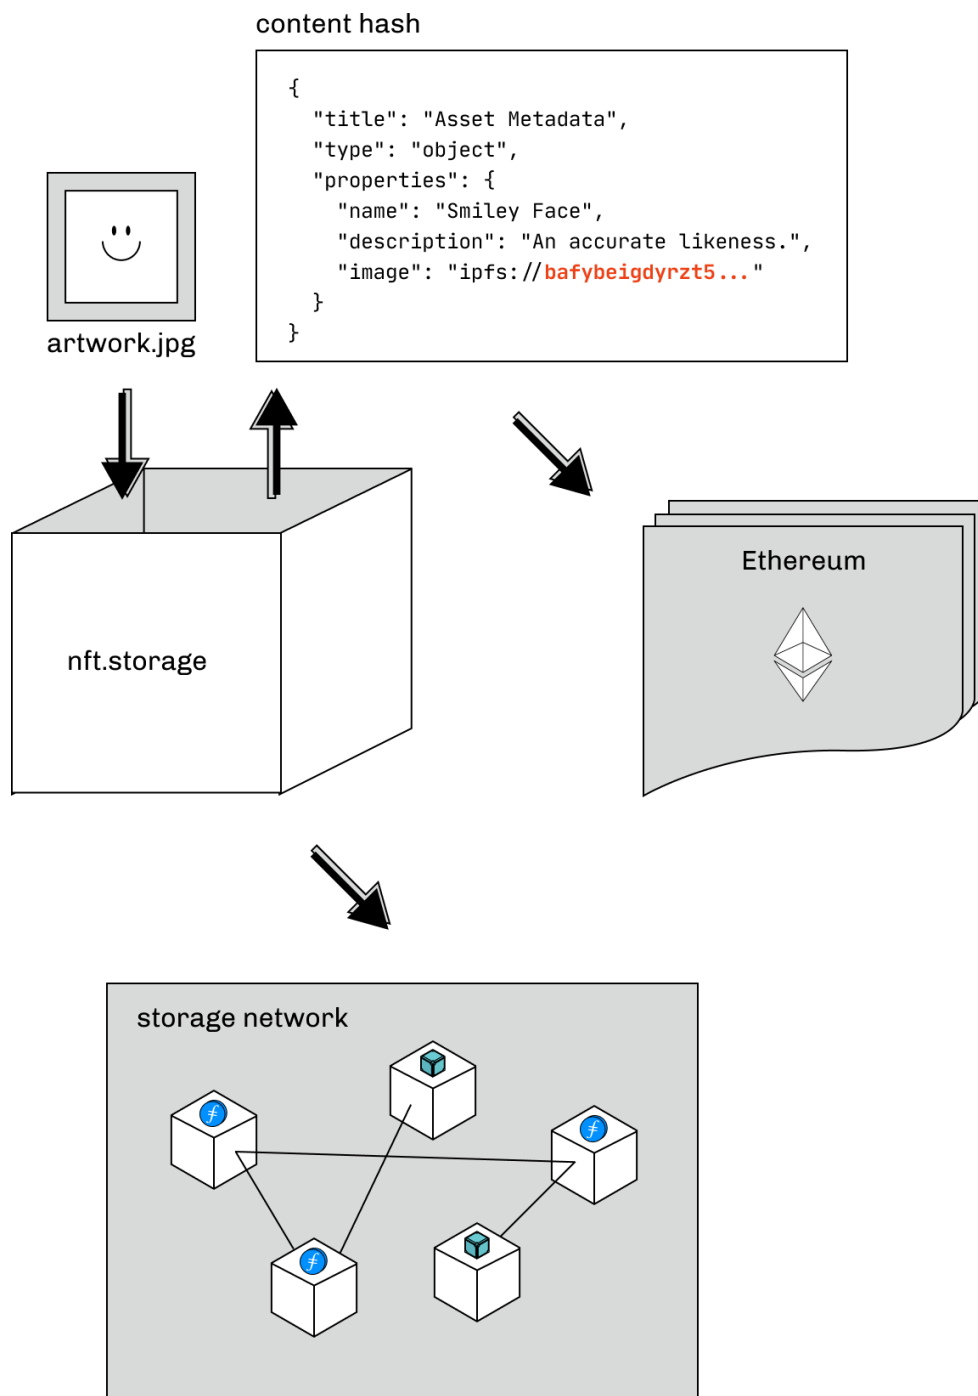 content hash
{
"title": "Asset Metadata",
"type": "object",
"properties": {
"name": "Smiley Face",
"description": "An accurate likeness.",
"image": "ipfs://bafybeigdyrzt5..."
}
}
artwork.jpg
nft.storage
Ethereum
storage network